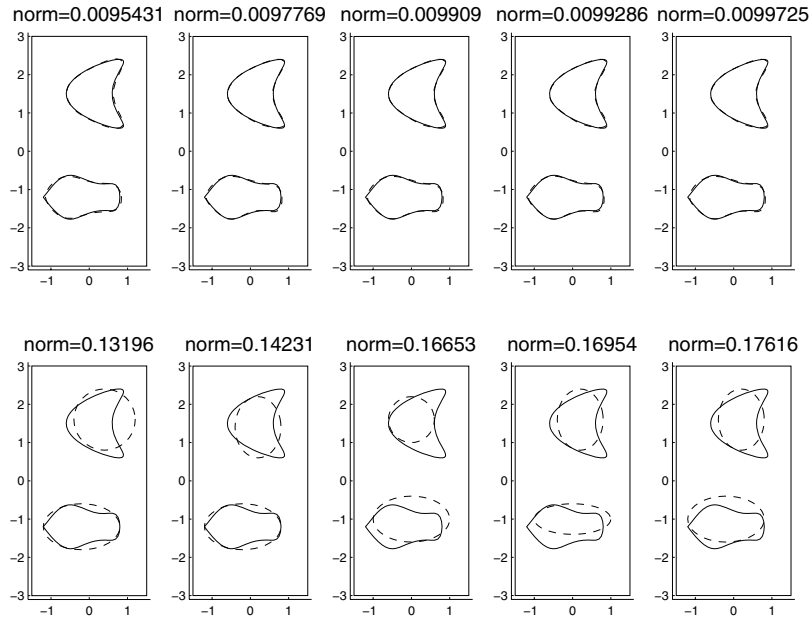 norm=0.0095431 norm=0.0097769 norm=0.009909 norm=0.0099286 norm=0.0099725
3 3 3 3 3
2 2 2 2 2
1 1 1 1 1
0 0 0 0 0
−1 −1 −1 −1 −1
−2 −2 −2 −2 −2
−3 −3 −3 −3 −3
−1 0 1 −1 0 1 −1 0 1 −1 0 1 −1 0 1
norm=0.13196 norm=0.14231 norm=0.16653 norm=0.16954 norm=0.17616
3 3 3 3 3
2 2 2 2 2
1 1 1 1 1
0 0 0 0 0
−1 −1 −1 −1 −1
−2 −2 −2 −2 −2
−3 −3 −3 −3 −3
−1 0 1 −1 0 1 −1 0 1 −1 0 1 −1 0 1